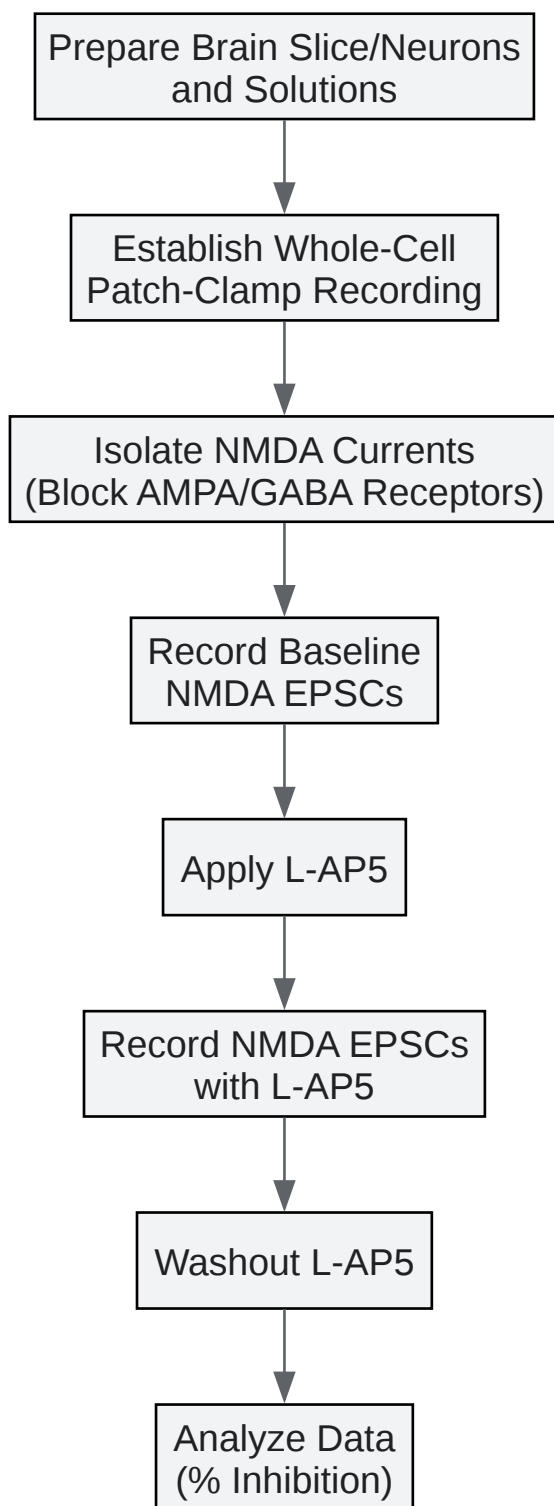 Prepare Brain Slice/Neurons
and Solutions
Establish Whole-Cell
Patch-Clamp Recording
Isolate NMDA Currents
(Block AMPA/GABA Receptors)
Record Baseline
NMDA EPSCs
Apply L-AP5
Record NMDA EPSCs
with L-AP5
Washout L-AP5
Analyze Data
(% Inhibition)